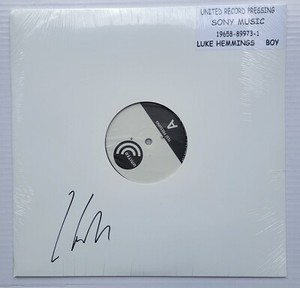 UNITED RECORD PRESSING
SONY MUSIC
19658-89973-1
LUKE HEMMINGS BOY
A